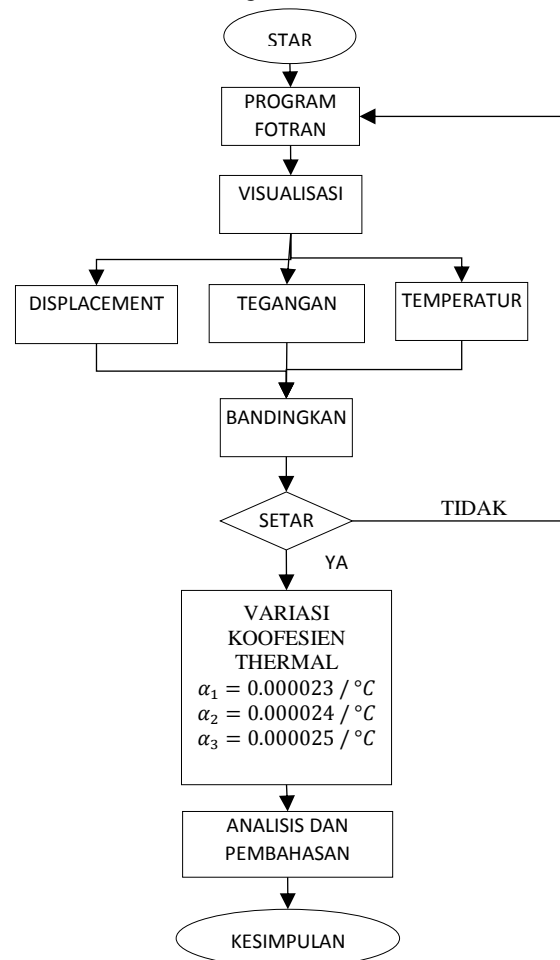 STAR
PROGRAM
FOTRAN
VISUALISASI
DISPLACEMENT
TEGANGAN
TEMPERATUR
BANDINGKAN
SETAR
TIDAK
YA
VARIASI
KOOFESIEN
THERMAL
𝛼₁ = 0.000023 / °𝐶
𝛼₂ = 0.000024 / °𝐶
𝛼₃ = 0.000025 / °𝐶
ANALISIS DAN
PEMBAHASAN
KESIMPULAN